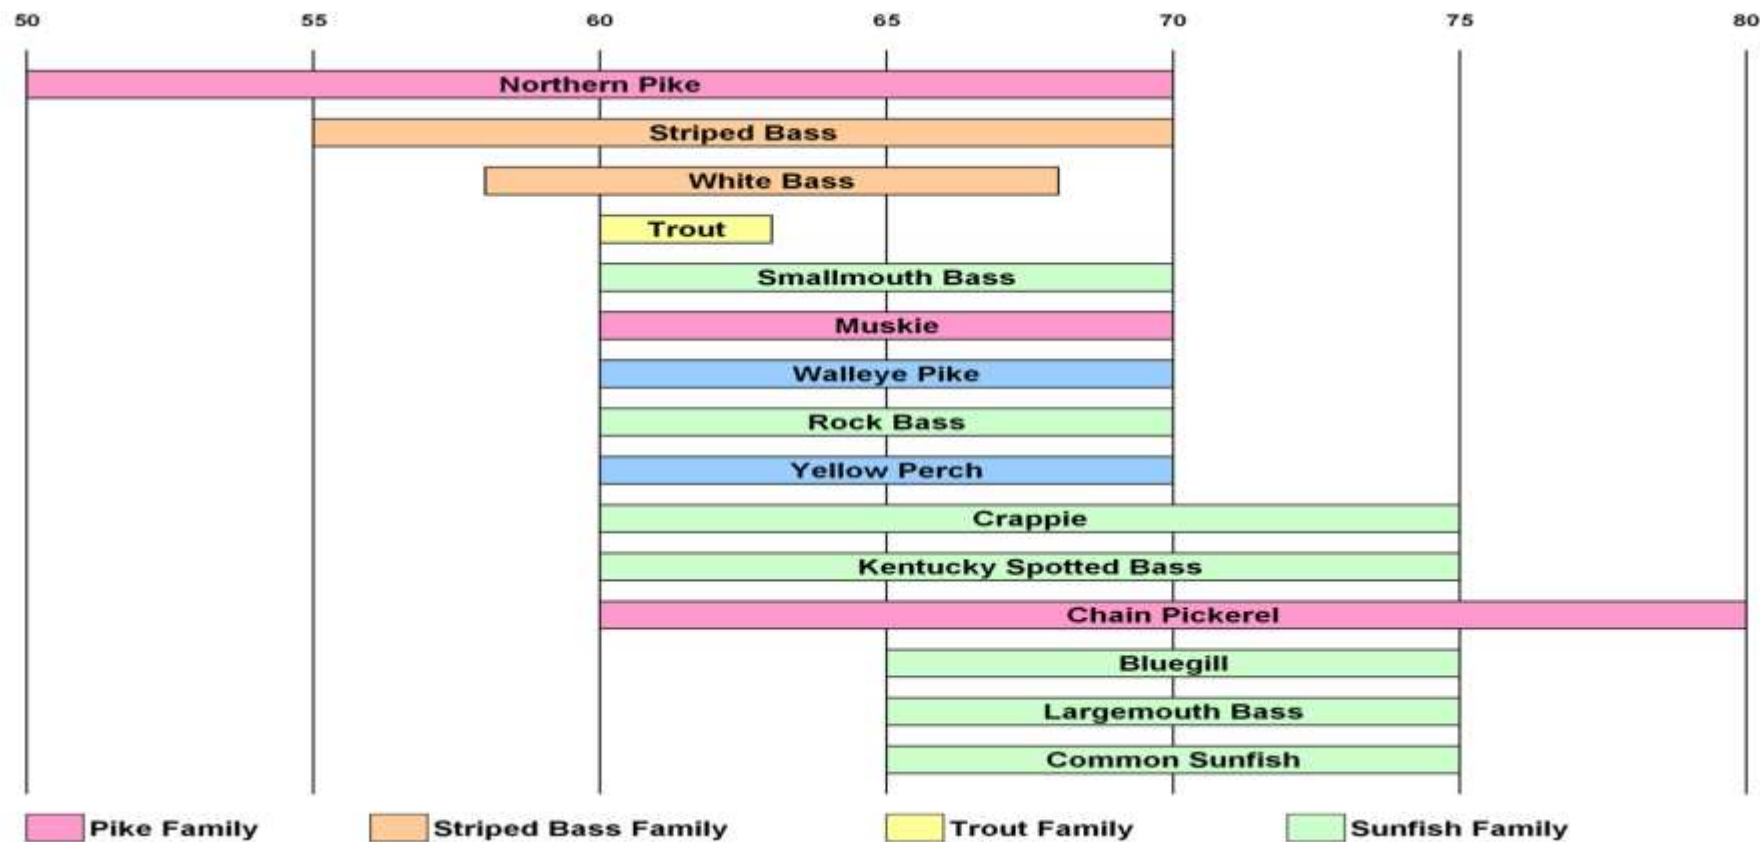 50 55 60 65 70 75 80
Northern Pike
Striped Bass
White Bass
Trout
Smallmouth Bass
Muskie
Walleye Pike
Rock Bass
Yellow Perch
Crappie
Kentucky Spotted Bass
Chain Pickerel
Bluegill
Largemouth Bass
Common Sunfish
Pike Family Striped Bass Family Trout Family Sunfish Family